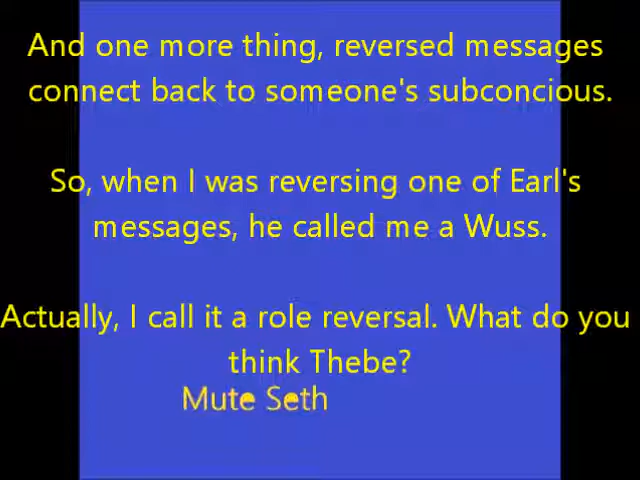 And one more thing, reversed messages
connect back to someone's subconcious.
So, when I was reversing one of Earl's
messages, he called me a Wuss.
Actually, I call it a role reversal. What do you
think Thebe?
Mute Seth